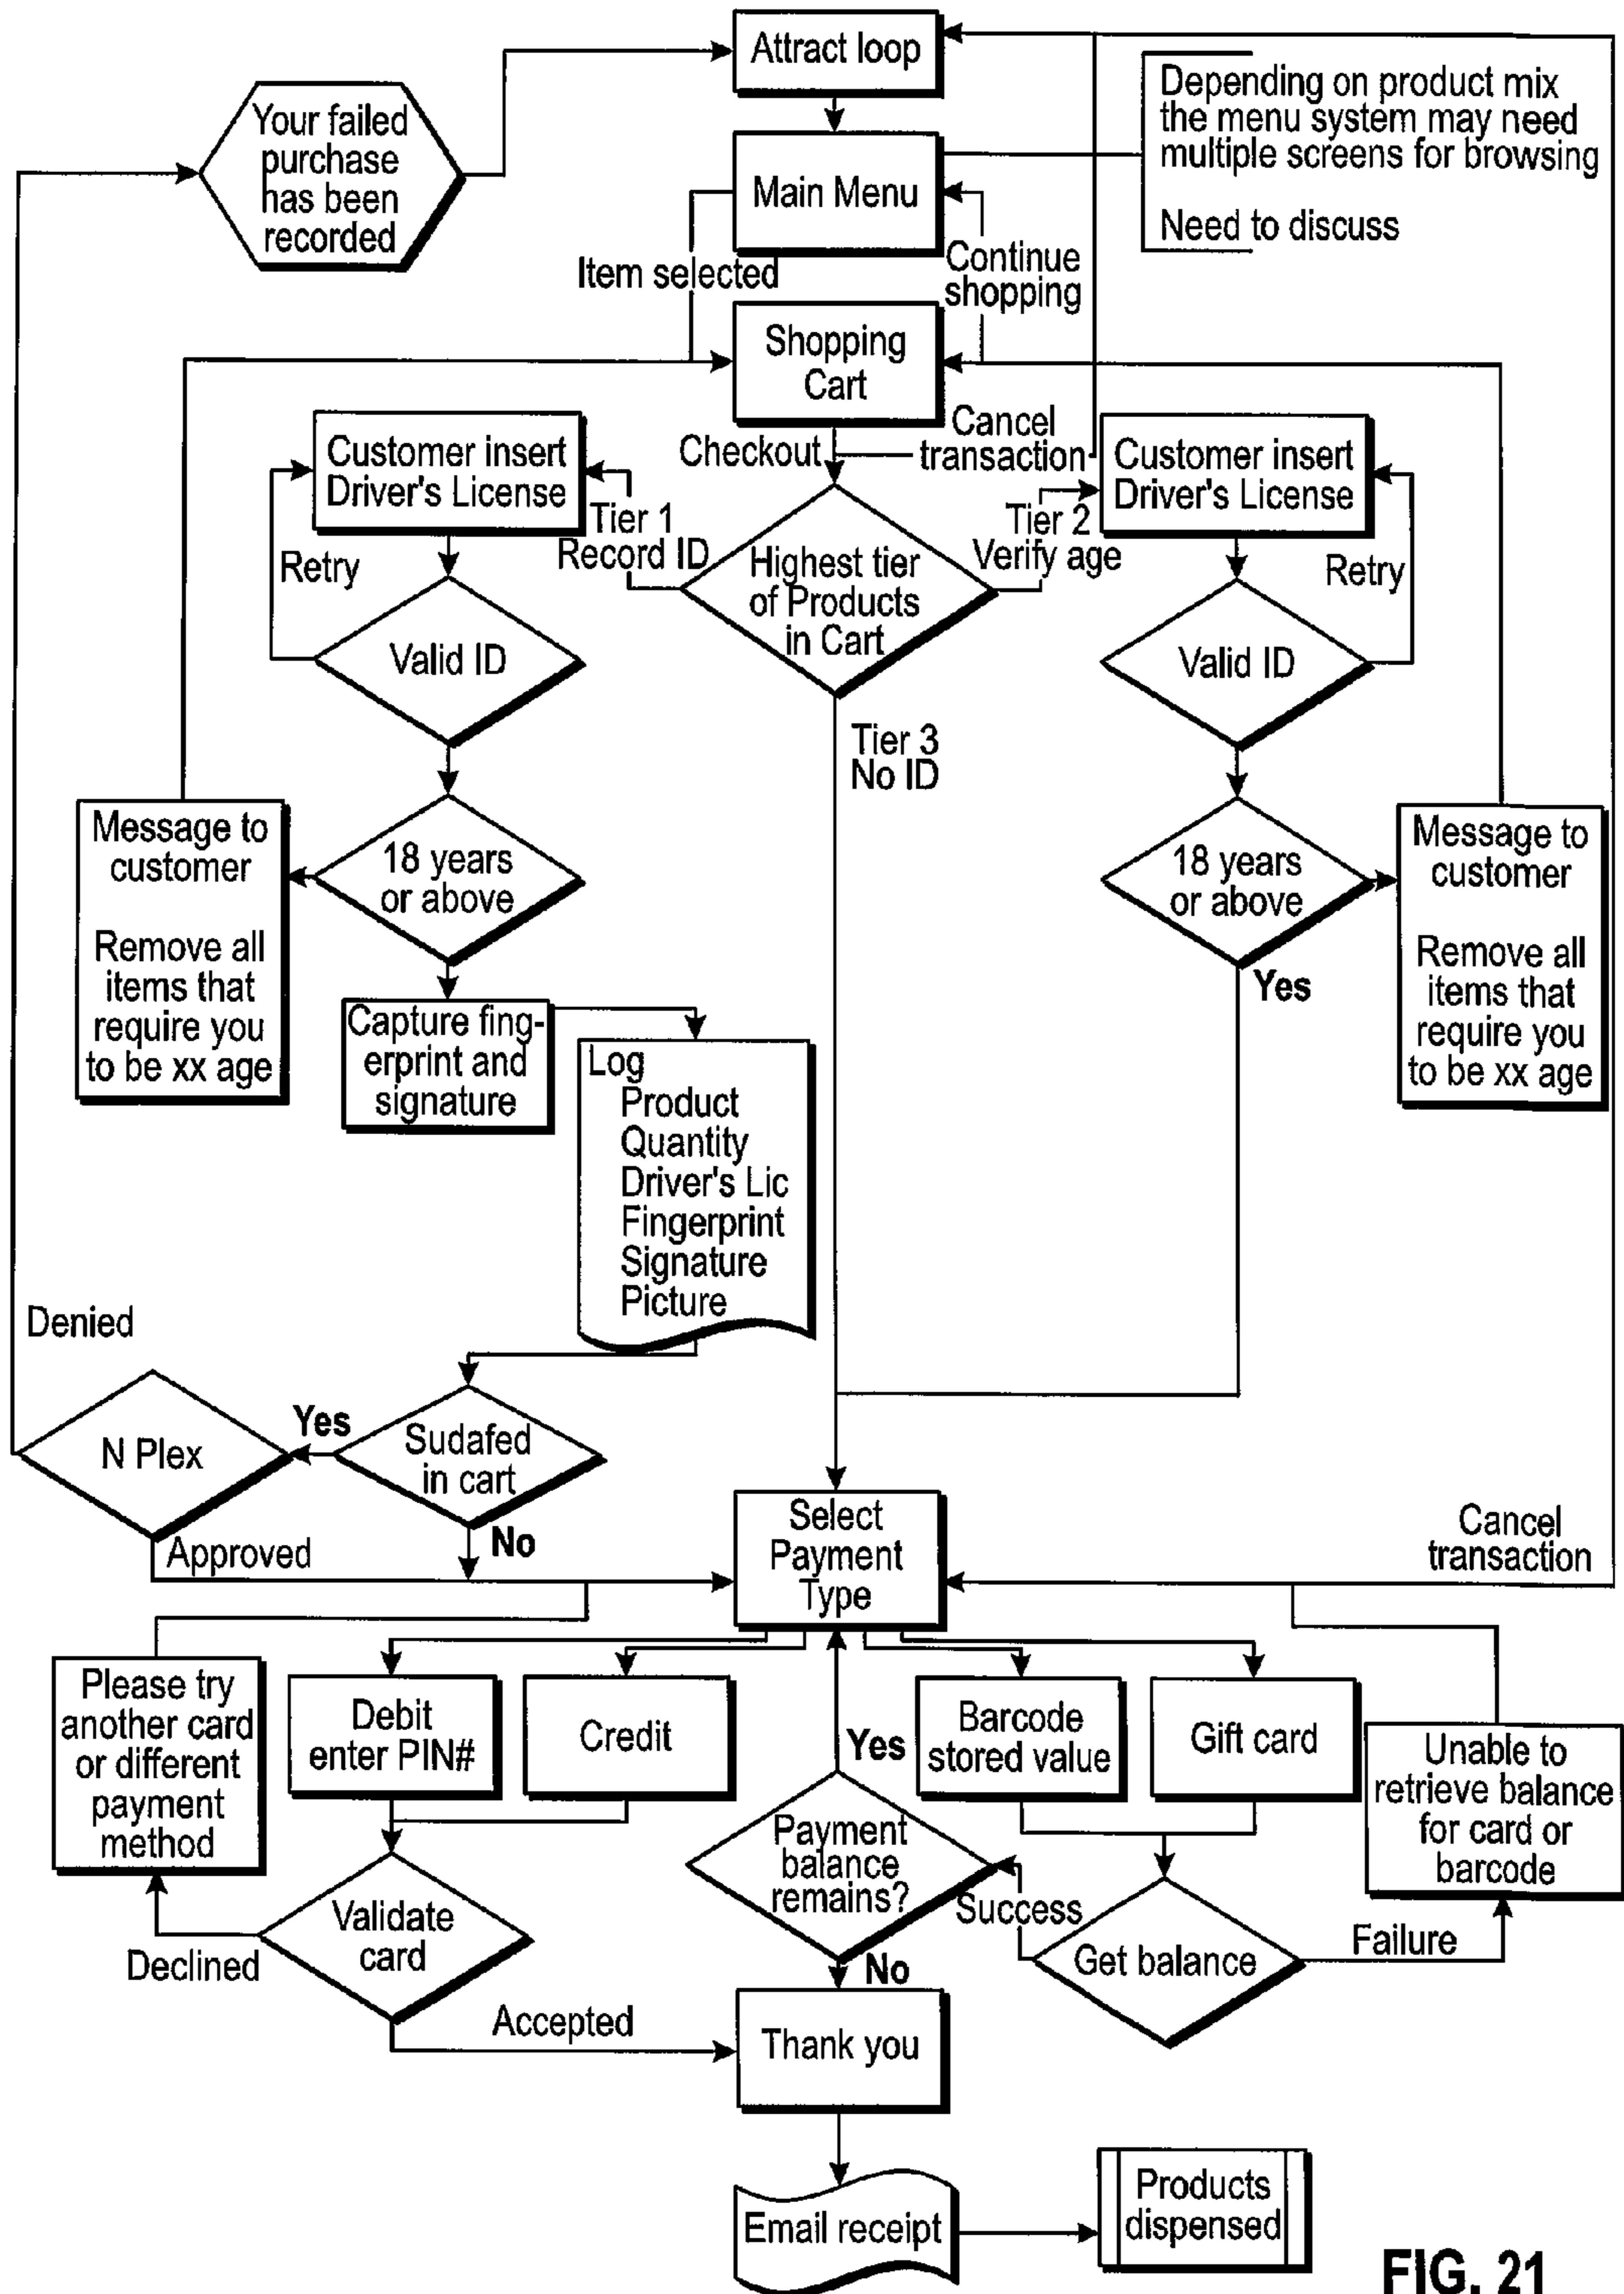 Attract loop
Depending on product mix
the menu system may need
multiple screens for browsing
Need to discuss
Your failed
purchase
has been
recorded
Main Menu
Item selected
Continue
shopping
Shopping
Cart
Checkout
Cancel
transaction
Customer insert
Driver's License
Tier 1
Record ID
Highest tier
of Products
in Cart
Tier 2
Verify age
Customer insert
Driver's License
Retry
Valid ID
Retry
Valid ID
Tier 3
No ID
Message to
customer
Remove all
items that
require you
to be xx age
18 years
or above
18 years
or above
Yes
Message to
customer
Remove all
items that
require you
to be xx age
Capture fing-
erprint and
signature
Log
Product
Quantity
Driver's Lic
Fingerprint
Signature
Picture
Denied
N Plex
Yes
Sudafed
in cart
No
Approved
Select
Payment
Type
Cancel
transaction
Please try
another card
or different
payment
method
Debit
enter PIN#
Credit
Yes
Barcode
stored value
Gift card
Unable to
retrieve balance
for card or
barcode
Payment
balance
remains?
Success
Validate
card
Declined
Get balance
Failure
No
Accepted
Thank you
Email receipt
Products
dispensed
FIG. 21